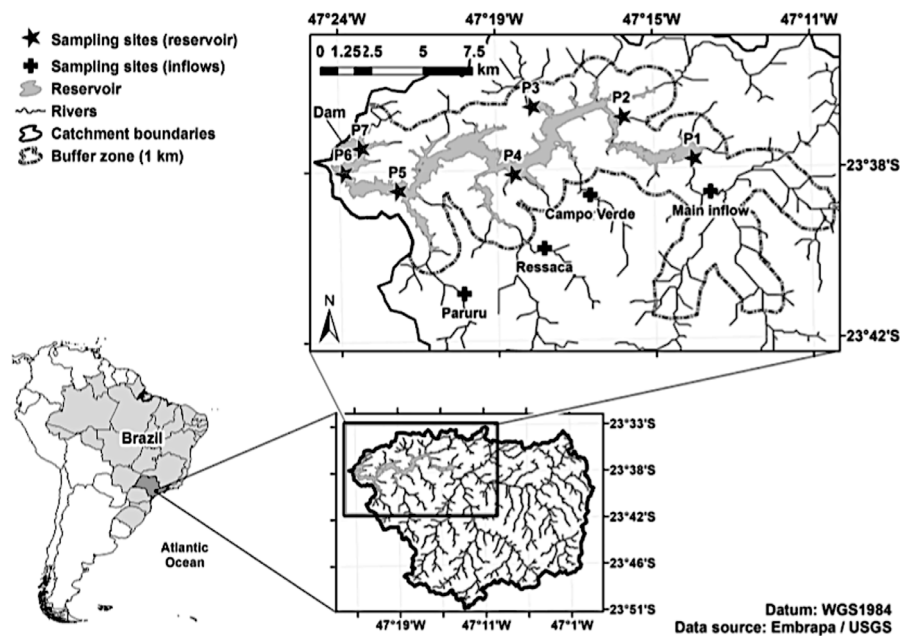 47°24'W 47°19'W 47°15'W 47°11'W
Sampling sites (reservoir)
Sampling sites (inflows)
Reservoir
Rivers
Catchment boundaries
Buffer zone (1 km)
0 1.25 2.5 5 7.5
km
Dam
P3
P2
P7
P1
P6
P4
P5
23°38'S
Campo Verde
Main inflow
Ressaca
Paruru
N
23°42'S
Brazil
Atlantic
Ocean
23°33'S
23°38'S
23°42'S
23°46'S
23°51'S
47°19'W 47°11'W 47°1'W
Datum: WGS1984
Data source: Embrapa / USGS